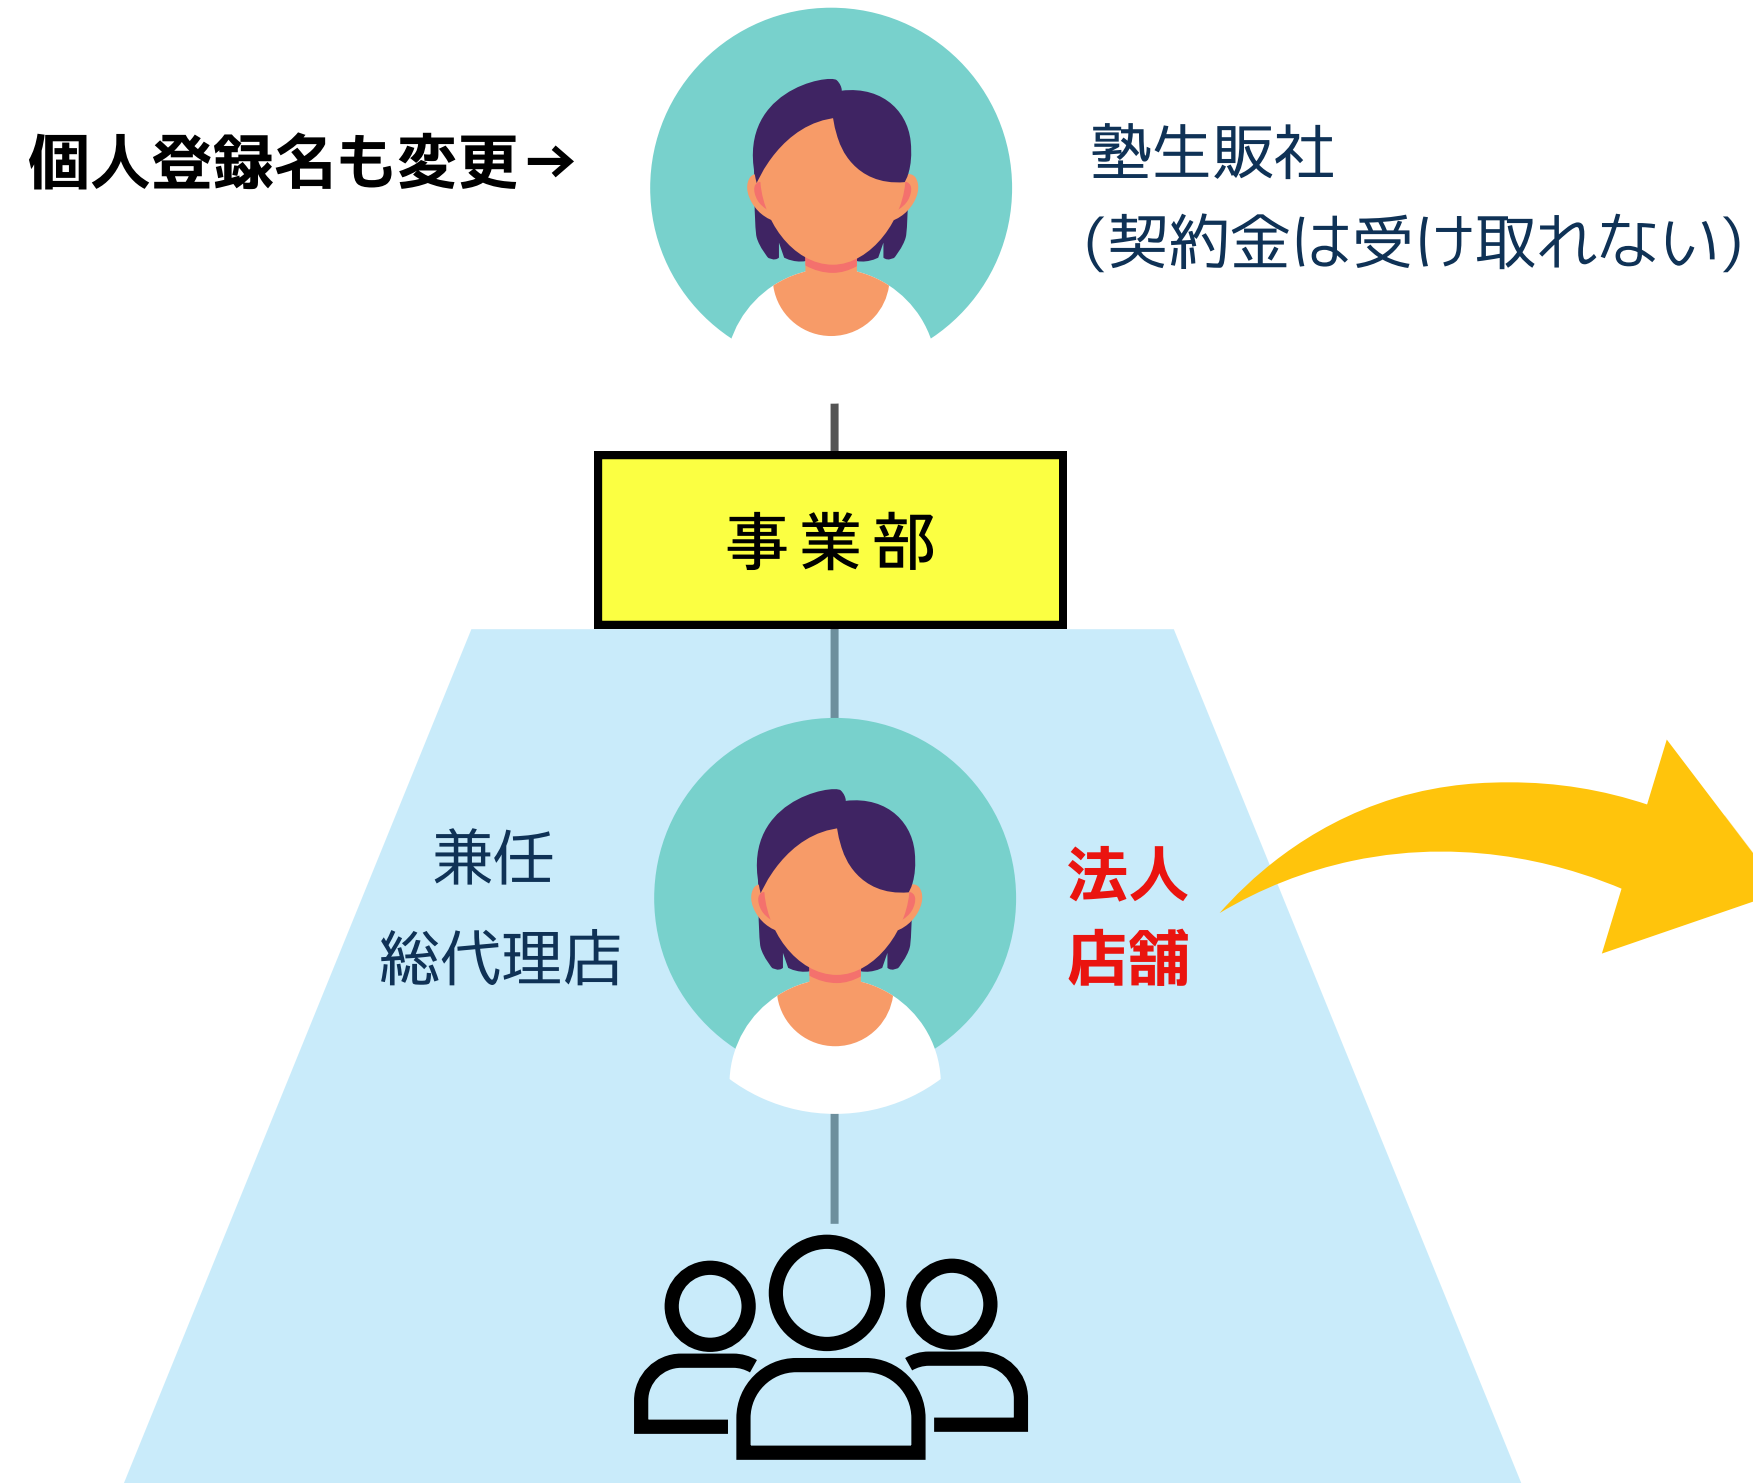 個人登録名も変更→
塾生販社
(契約金は受け取れない)
事業部
兼任
総代理店
法人
店舗